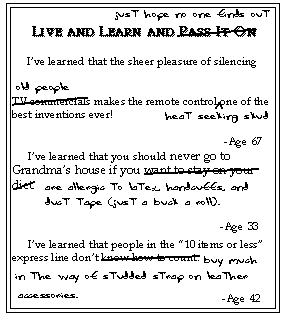 just hope no one finds out
LIVE AND LEARN AND PASS IT ON
I've learned that the sheer pleasure of silencing
old people
TV commercials makes the remote control one of the
best inventions ever!
heat seeking skud
-Age 67
I've learned that you should never go to
Grandma's house if you want to stay on your
diet are allergic to latex, handcuffs, and
duct tape (just a buck a roll).
-Age 33
I've learned that people in the "10 items or less"
express line don't know how to count. buy much
in the way of studded strap on leather
accessories.
-Age 42